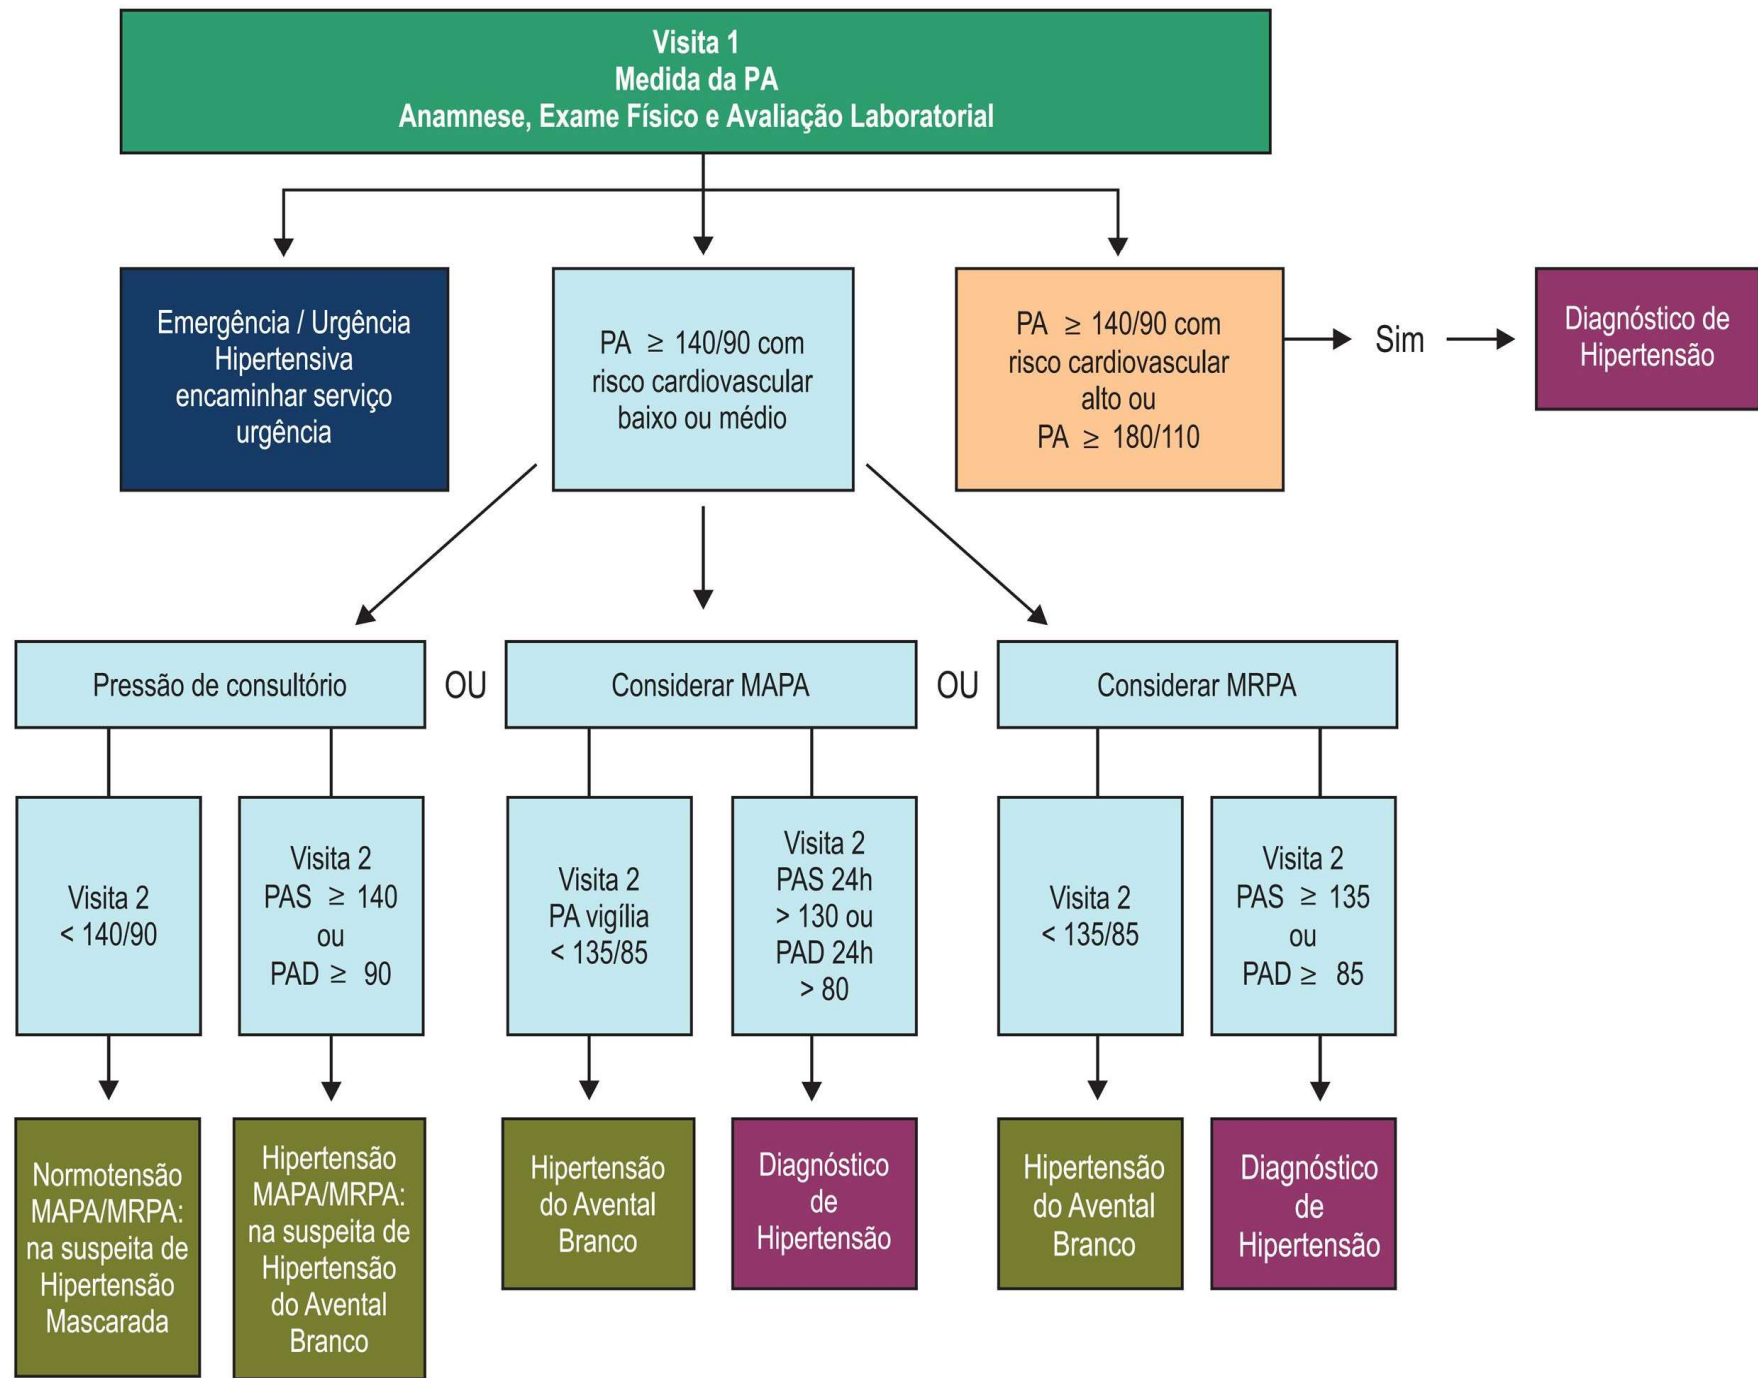 Visita 1
Medida da PA
Anamnese, Exame Físico e Avaliação Laboratorial
Emergência / Urgência
Hipertensiva
encaminhar serviço
urgência
PA ≥ 140/90 com
risco cardiovascular
baixo ou médio
PA ≥ 140/90 com
risco cardiovascular
alto ou
PA ≥ 180/110
Sim
Diagnóstico de
Hipertensão
Pressão de consultório
OU
Considerar MAPA
OU
Considerar MRPA
Visita 2
< 140/90
Visita 2
PAS ≥ 140
ou
PAD ≥ 90
Visita 2
PA vigília
< 135/85
Visita 2
PAS 24h
> 130 ou
PAD 24h
> 80
Visita 2
< 135/85
Visita 2
PAS ≥ 135
ou
PAD ≥ 85
Normotensão
MAPA/MRPA:
na suspeita de
Hipertensão
Mascarada
Hipertensão
MAPA/MRPA:
na suspeita de
Hipertensão
do Avental
Branco
Hipertensão
do Avental
Branco
Diagnóstico
de
Hipertensão
Hipertensão
do Avental
Branco
Diagnóstico
de
Hipertensão